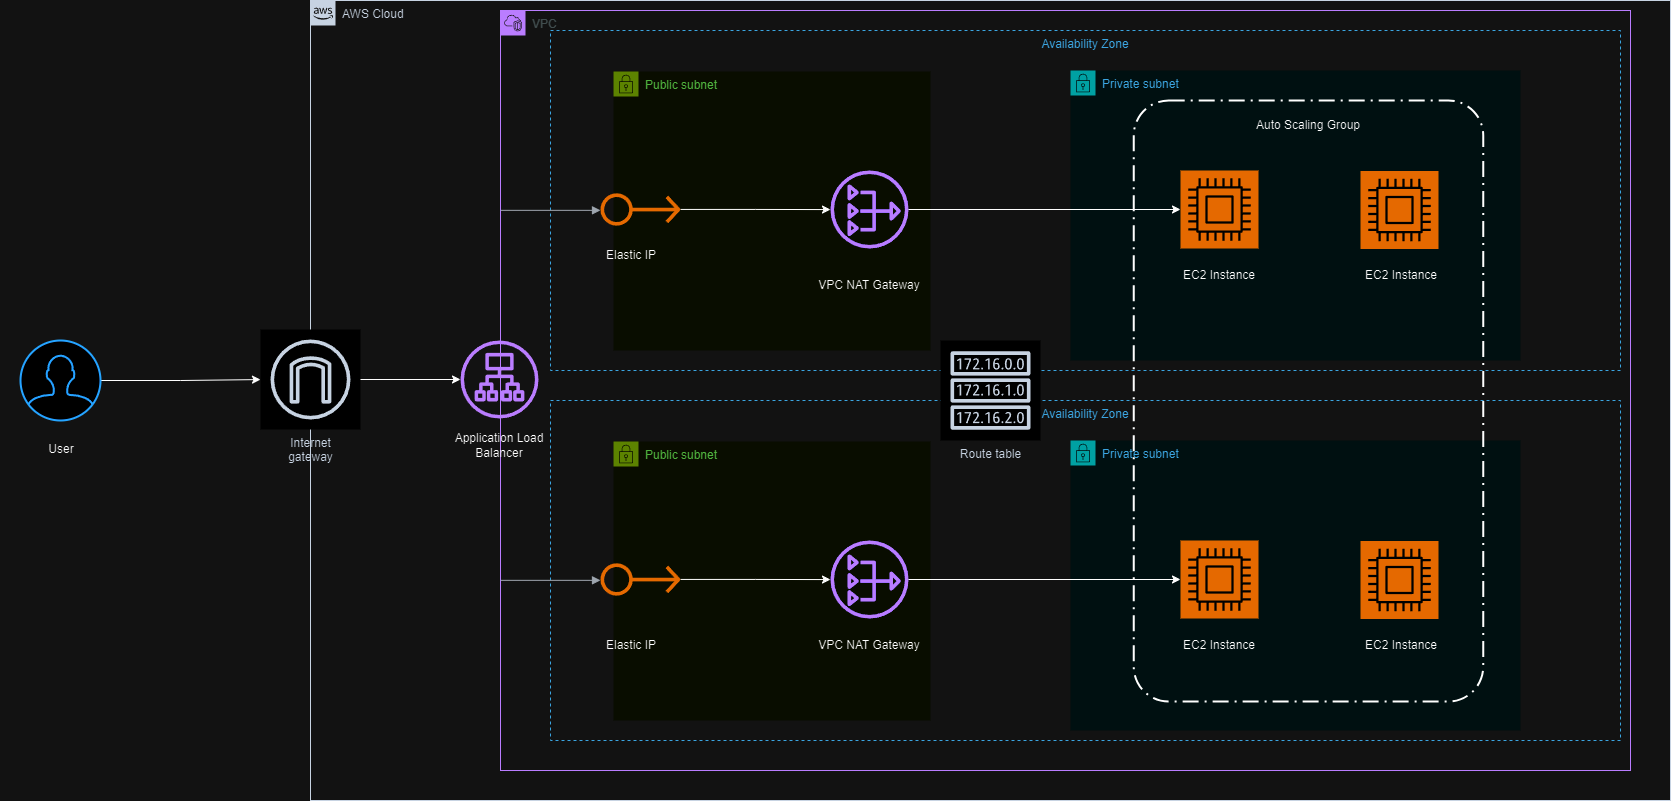 aws
AWS Cloud
VPC
Availability Zone
Public subnet
Private subnet
Auto Scaling Group
Elastic IP
VPC NAT Gateway
EC2 Instance
EC2 Instance
User
Internet
gateway
Application Load
Balancer
172.16.0.0
172.16.1.0
172.16.2.0
Route table
Availability Zone
Public subnet
Private subnet
Elastic IP
VPC NAT Gateway
EC2 Instance
EC2 Instance